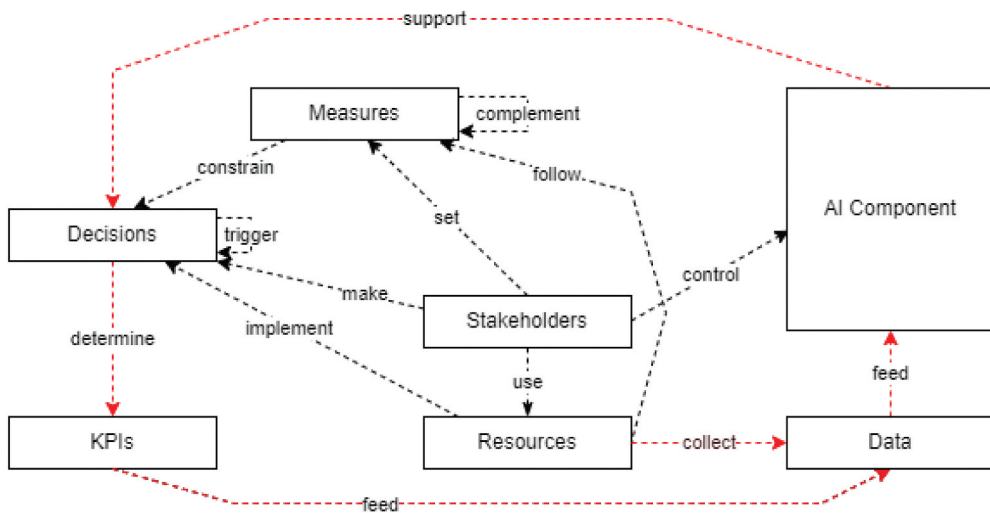 support
Measures
complement
constrain
follow
Decisions
trigger
set
AI Component
control
make
Stakeholders
implement
determine
use
feed
KPIs
Resources
collect
Data
feed